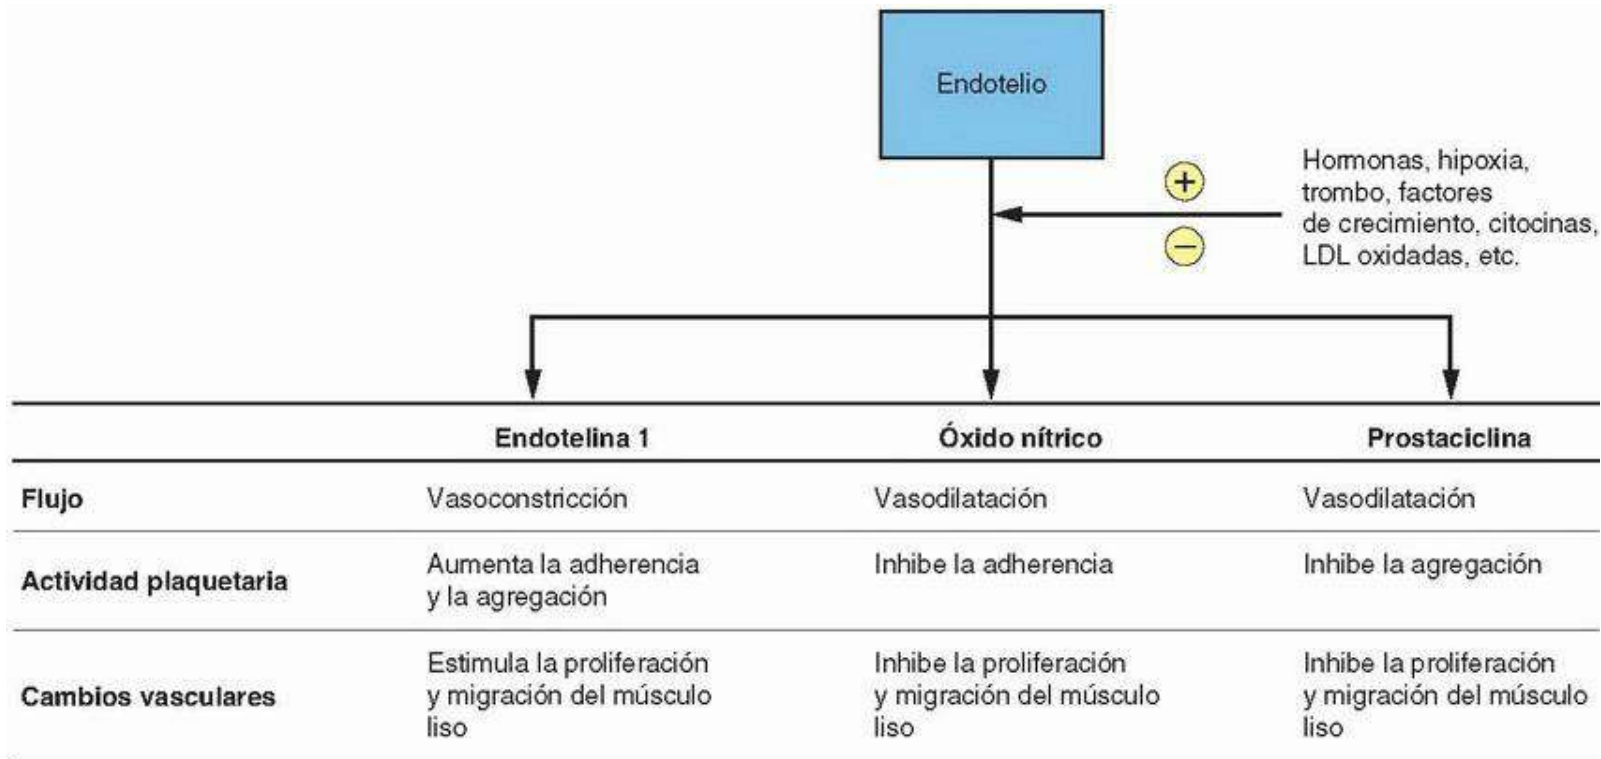 Endotelio
+
Hormonas, hipoxia,
trombo, factores
de crecimiento, citocinas,
LDL oxidadas, etc.
−
Endotelina 1
Óxido nítrico
Prostaciclina
Flujo
Vasoconstricción
Vasodilatación
Vasodilatación
Actividad plaquetaria
Aumenta la adherencia
y la agregación
Inhibe la adherencia
Inhibe la agregación
Cambios vasculares
Estimula la proliferación
y migración del músculo
liso
Inhibe la proliferación
y migración del músculo
liso
Inhibe la proliferación
y migración del músculo
liso